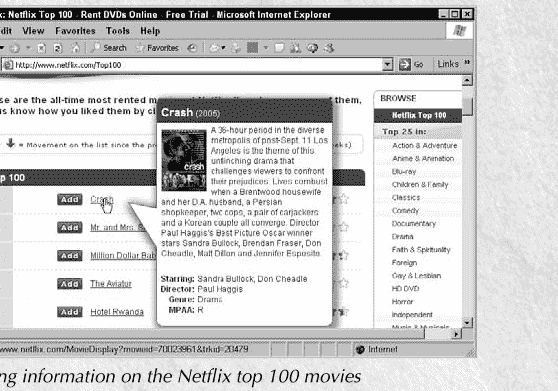 : Netflix Top 100 - Rent DVDs Online - Free Trial - Microsoft Internet Explorer
dit View Favorites Tools Help
Search Favorites
http://www.netflix.com/Top100 Go Links »
se are the all-time most rented
of them,
us know how you liked them by cl
= Movement on the list since the pr
eks)
op 100
Add Crash
Add Mr. and Mrs. S
Add Million Dollar Bab
Add The Aviator
Add Hotel Rwanda
Crash (2005)
crash
A 36-hour period in the diverse
metropolis of post-Sept. 11 Los
Angeles is the theme of this
unflinching drama that
challenges viewers to confront
their prejudices. Lives combust
when a Brentwood housewife
and her D.A. husband, a Persian
shopkeeper, two cops, a pair of carjackers
and a Korean couple all converge. Director
Paul Haggis's Best Picture Oscar winner
stars Sandra Bullock, Brendan Fraser, Don
Cheadle, Matt Dillon and Jennifer Esposito.
Starring: Sandra Bullock, Don Cheadle
Director: Paul Haggis
Genre: Drama
MPAA: R
BROWSE
Netflix Top 100
Top 25 in:
Action & Adventure
Anime & Animation
Blu-ray
Children & Family
Classics
Comedy
Documentary
Drama
Faith & Spirituality
Foreign
Gay & Lesbian
HD DVD
Horror
Independent
Music & Musicals
www.netflix.com/MovieDisplay?movieid=70023961&trkid=20479 Internet
ng information on the Netflix top 100 movies